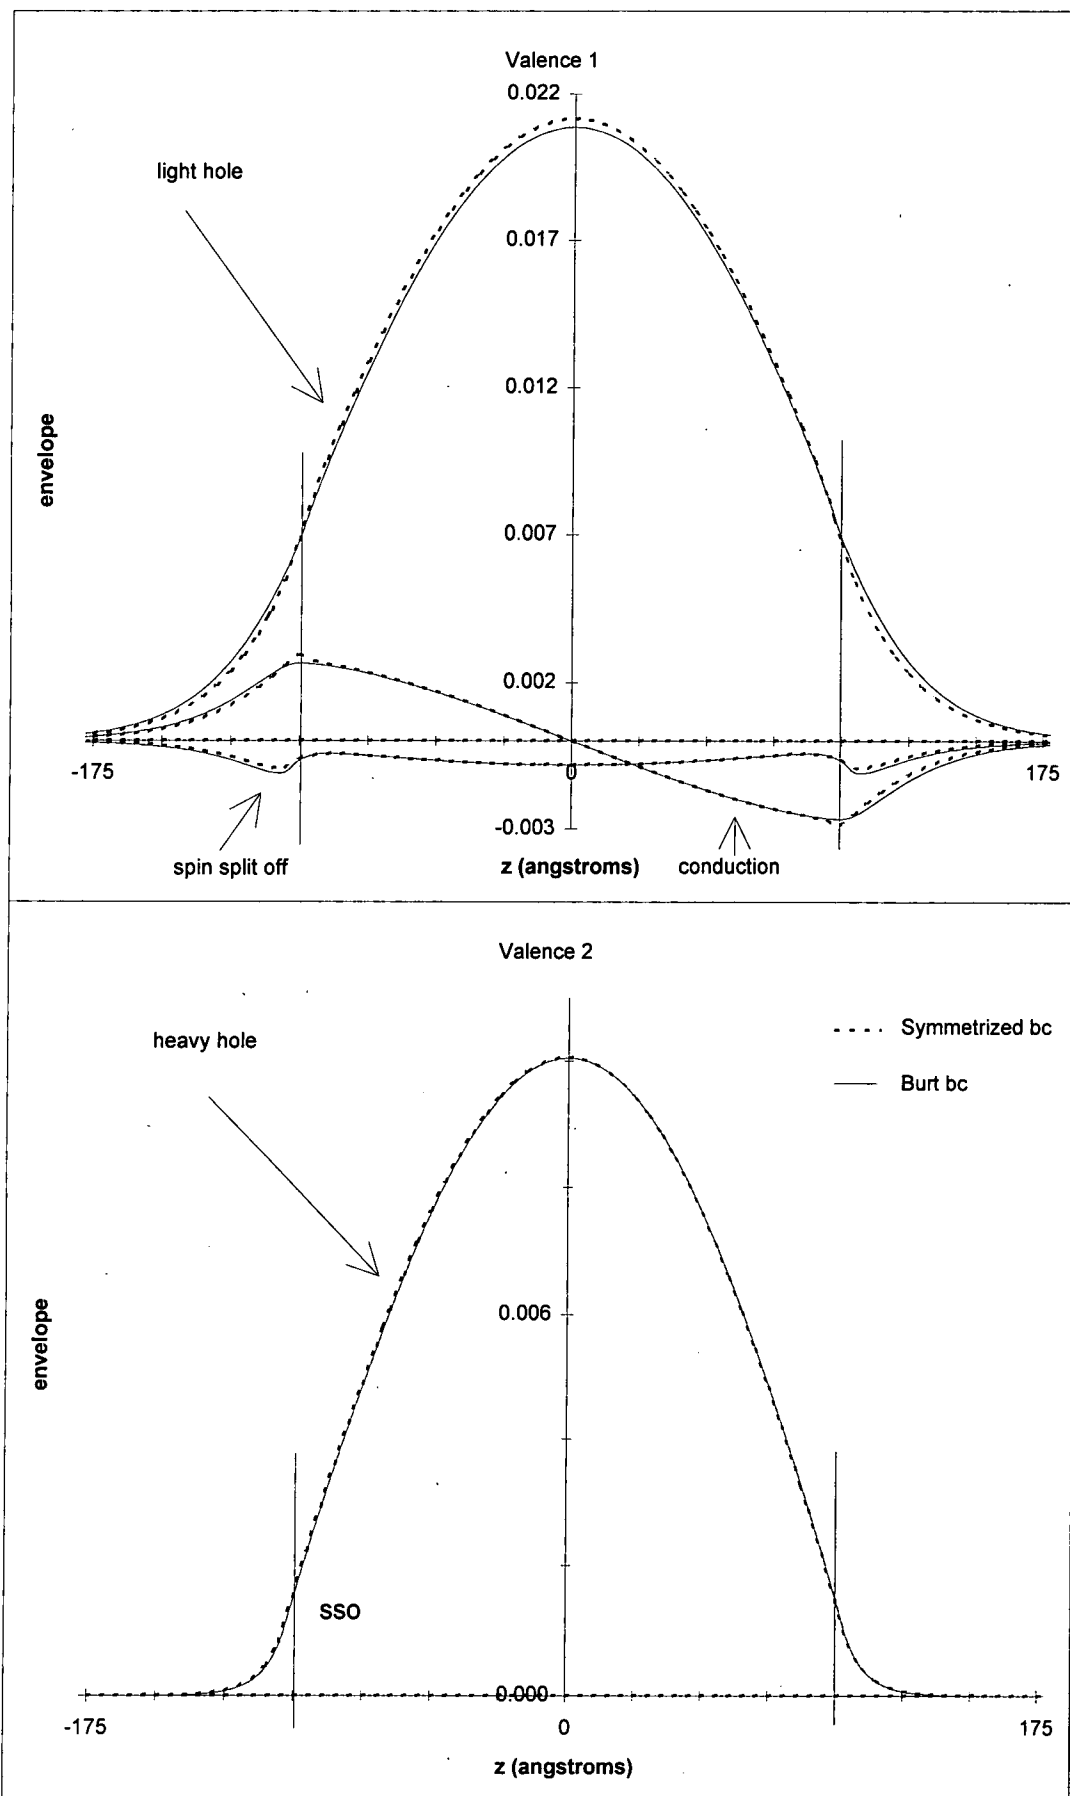 Valence 1
0.022
light hole
0.017
0.012
envelope
0.007
0.002
-175
0
175
-0.003
spin split off
z (angstroms)
conduction
Valence 2
Symmetrized bc
heavy hole
Burt bc
0.006
envelope
SSO
0.000
-175
0
175
z (angstroms)